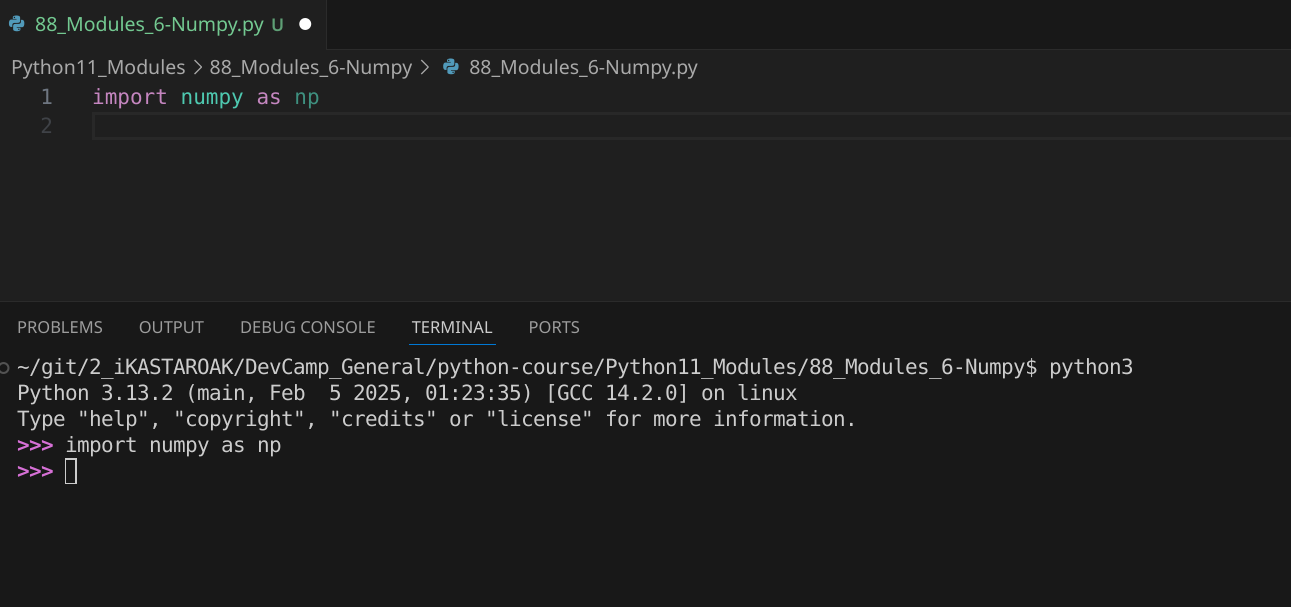 88_Modules_6-Numpy.py U
Python11_Modules > 88_Modules_6-Numpy > 88_Modules_6-Numpy.py
1 import numpy as np
2
PROBLEMS OUTPUT DEBUG CONSOLE TERMINAL PORTS
~/git/2_iKASTAROAK/DevCamp_General/python-course/Python11_Modules/88_Modules_6-Numpy$ python3
Python 3.13.2 (main, Feb  5 2025, 01:23:35) [GCC 14.2.0] on linux
Type "help", "copyright", "credits" or "license" for more information.
>>> import numpy as np
>>>